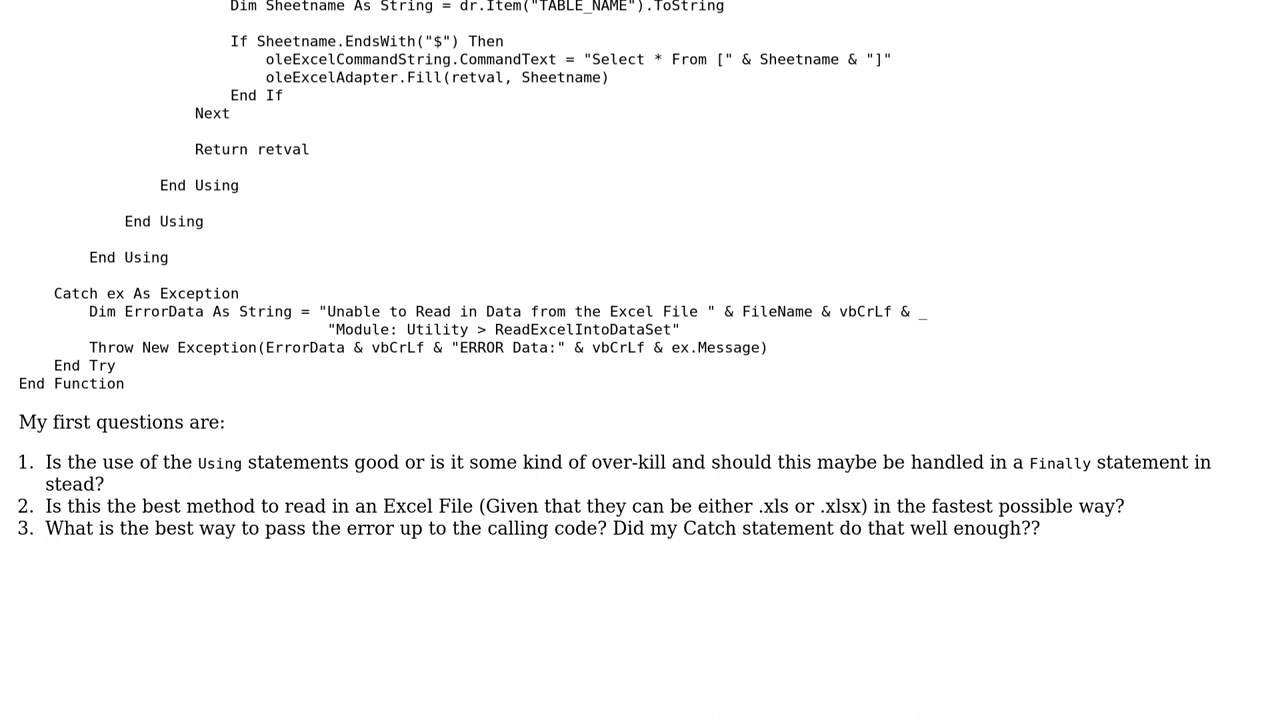 Dim Sheetname As String = dr.Item("TABLE_NAME").ToString
If Sheetname.EndsWith("$") Then
oleExcelCommandString.CommandText = "Select * From [" & Sheetname & "]"
oleExcelAdapter.Fill(retval, Sheetname)
End If
Next
Return retval
End Using
End Using
End Using
Catch ex As Exception
Dim ErrorData As String = "Unable to Read in Data from the Excel File " & FileName & vbCrLf & _
"Module: Utility > ReadExcelIntoDataSet"
Throw New Exception(ErrorData & vbCrLf & "ERROR Data:" & vbCrLf & ex.Message)
End Try
End Function
My first questions are:
1. Is the use of the Using statements good or is it some kind of over-kill and should this maybe be handled in a Finally statement in
stead?
2. Is this the best method to read in an Excel File (Given that they can be either .xls or .xlsx) in the fastest possible way?
3. What is the best way to pass the error up to the calling code? Did my Catch statement do that well enough??